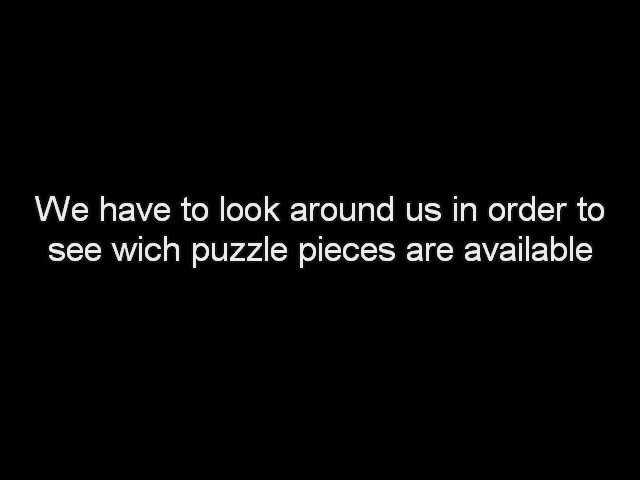 We have to look around us in order to
see wich puzzle pieces are available